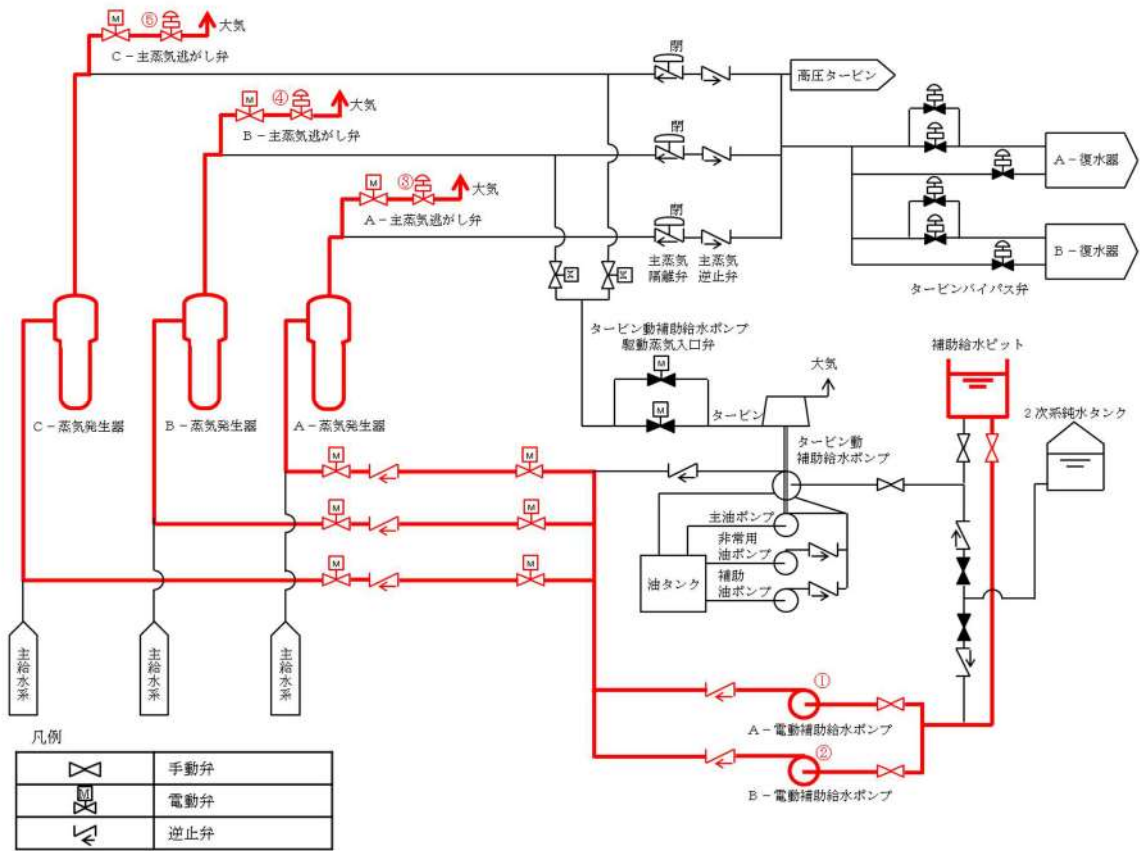 M
⑤
大気
C－主蒸気逃がし弁
閉
高圧タービン
M
④
大気
B－主蒸気逃がし弁
閉
A－復水器
M
③
大気
A－主蒸気逃がし弁
閉
主蒸気
隔離弁
主蒸気
逆止弁
B－復水器
タービンバイパス弁
M
M
タービン動補助給水ポンプ
駆動蒸気入口弁
M
M
大気
タービン
補助給水ピット
2次系純水タンク
C－蒸気発生器
B－蒸気発生器
A－蒸気発生器
タービン動
補助給水ポンプ
M
M
M
M
M
M
主油ポンプ
非常用
油ポンプ
補助
油ポンプ
油タンク
主給水系
主給水系
主給水系
①
A－電動補助給水ポンプ
②
B－電動補助給水ポンプ
凡例
手動弁
M
電動弁
逆止弁